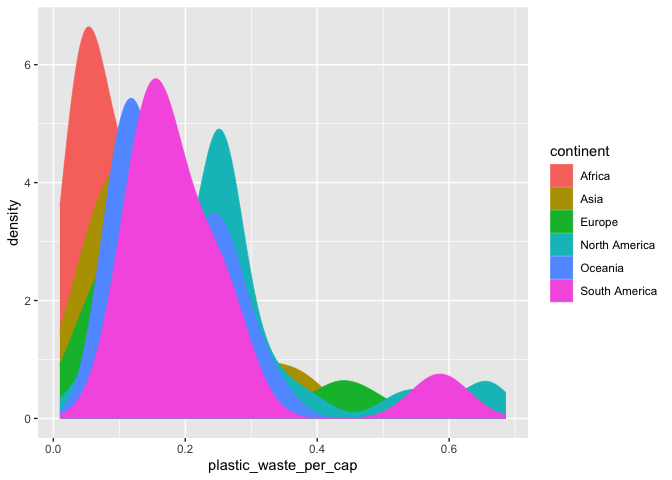 6
4
2
0
density
0.0
0.2
0.4
0.6
plastic_waste_per_cap
continent
Africa
Asia
Europe
North America
Oceania
South America